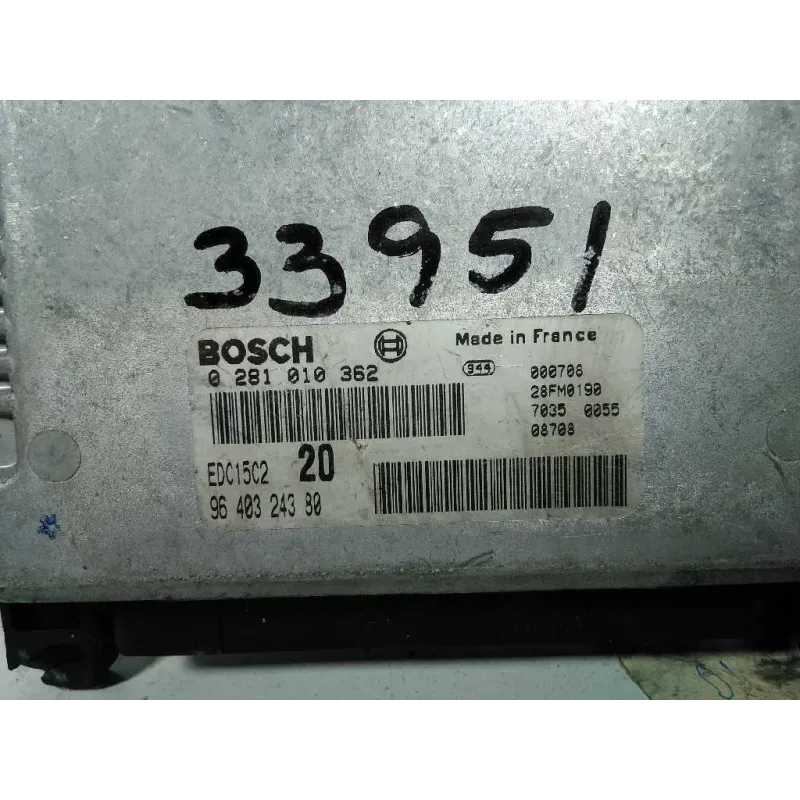 33951
BOSCH Made in France
0 281 010 362 944 000708
28FM0190
7035 0055
08708
EDC15C2 20
96 403 243 80